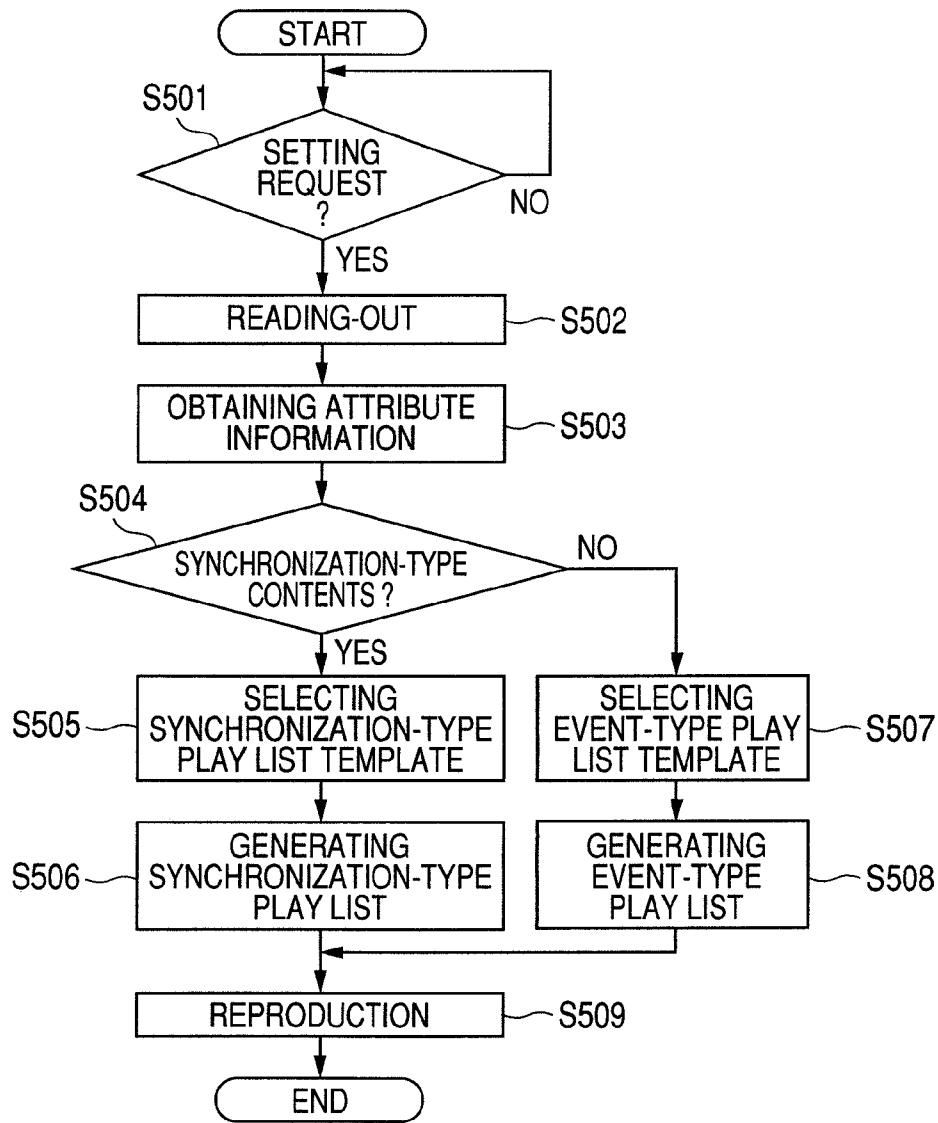 START
S501
SETTING
REQUEST
?
NO
YES
READING-OUT
S502
OBTAINING ATTRIBUTE
INFORMATION
S503
S504
SYNCHRONIZATION-TYPE
CONTENTS ?
NO
YES
S505
SELECTING
SYNCHRONIZATION-TYPE
PLAY LIST TEMPLATE
SELECTING
EVENT-TYPE PLAY
LIST TEMPLATE
S507
S506
GENERATING
SYNCHRONIZATION-TYPE
PLAY LIST
GENERATING
EVENT-TYPE
PLAY LIST
S508
REPRODUCTION
S509
END